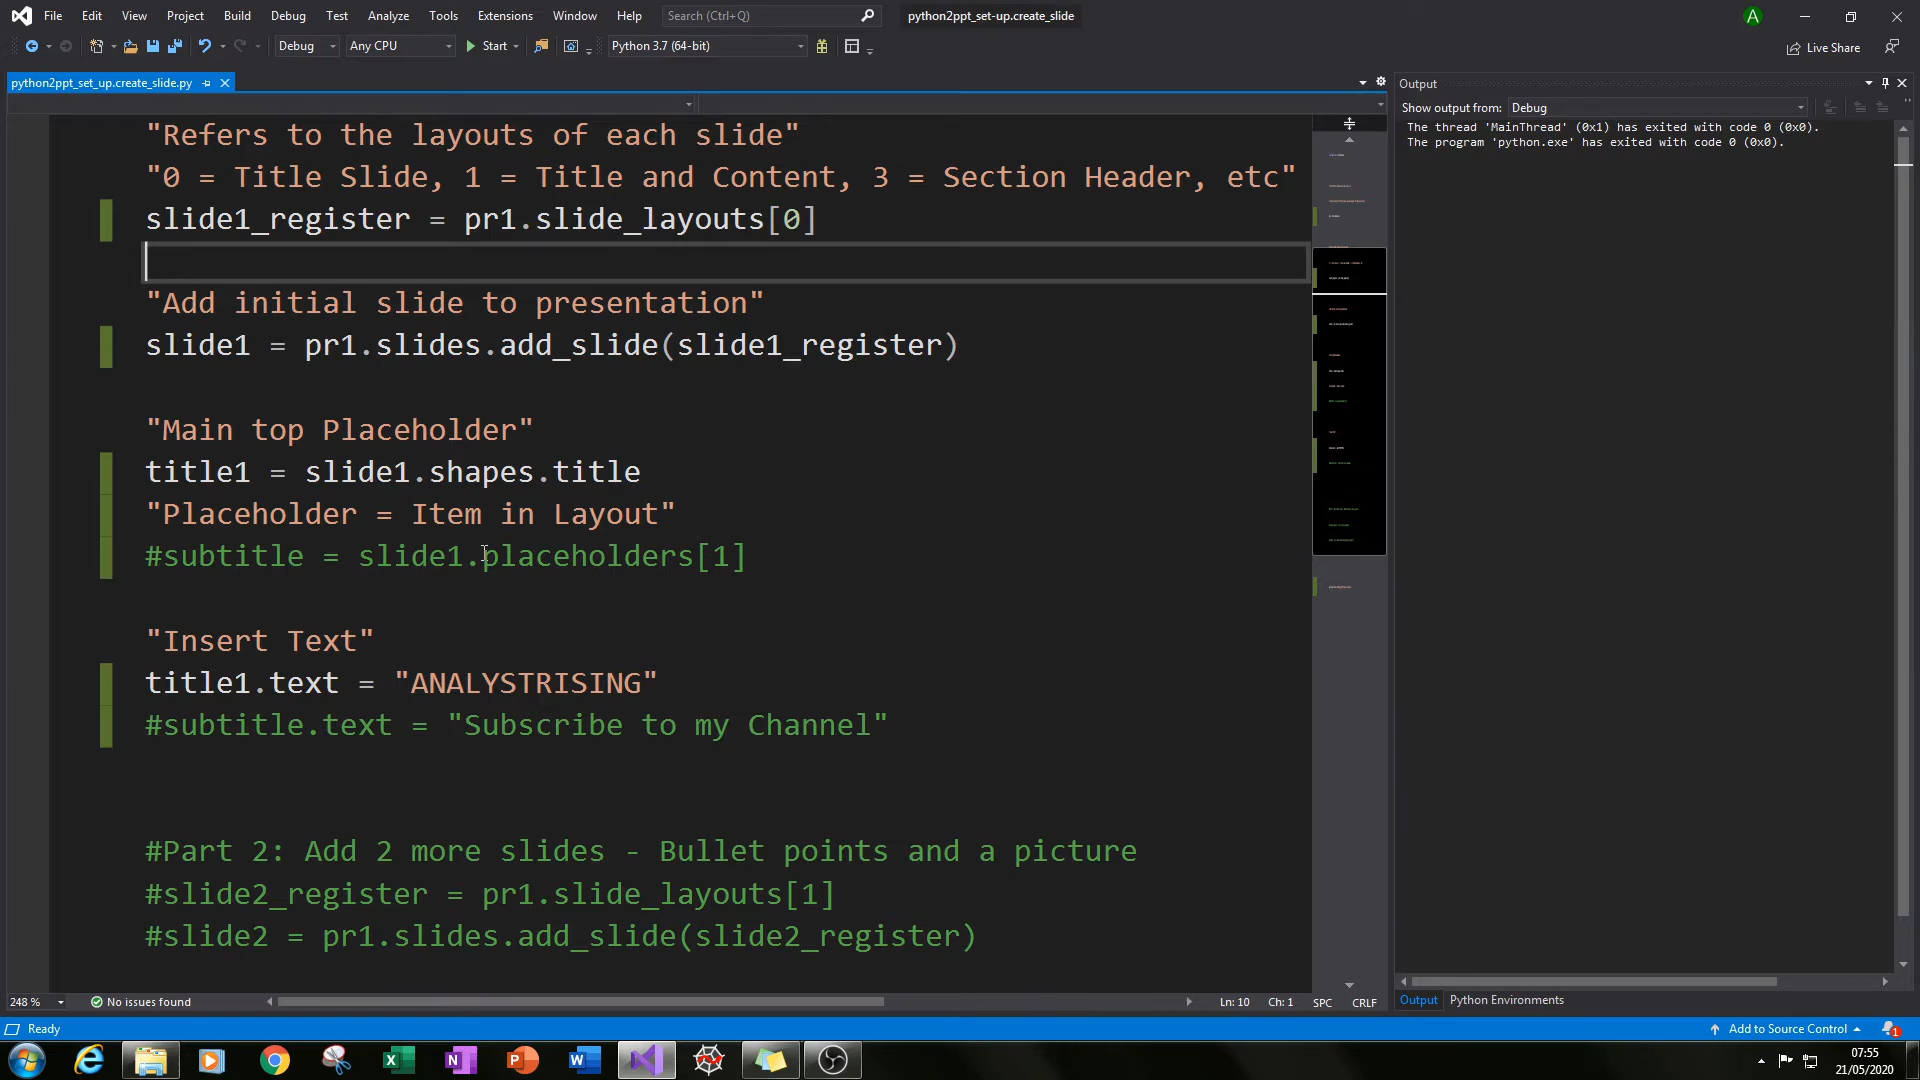 File Edit View Project Build Debug Test Analyze Tools Extensions Window Help Search (Ctrl+Q) python2ppt_set-up.create_slide A
Debug Any CPU Start Python 3.7 (64-bit) Live Share
python2ppt_set_up.create_slide.py
"Refers to the layouts of each slide"
"0 = Title Slide, 1 = Title and Content, 3 = Section Header, etc"
slide1_register = pr1.slide_layouts[0]
"Add initial slide to presentation"
slide1 = pr1.slides.add_slide(slide1_register)
"Main top Placeholder"
title1 = slide1.shapes.title
"Placeholder = Item in Layout"
#subtitle = slide1.placeholders[1]
"Insert Text"
title1.text = "ANALYSTRISING"
#subtitle.text = "Subscribe to my Channel"
#Part 2: Add 2 more slides - Bullet points and a picture
#slide2_register = pr1.slide_layouts[1]
#slide2 = pr1.slides.add_slide(slide2_register)
248 % No issues found Ln: 10 Ch: 1 SPC CRLF
Output
Show output from: Debug
The thread 'MainThread' (0x1) has exited with code 0 (0x0).
The program 'python.exe' has exited with code 0 (0x0).
Output Python Environments
Ready Add to Source Control 1
07:55
21/05/2020